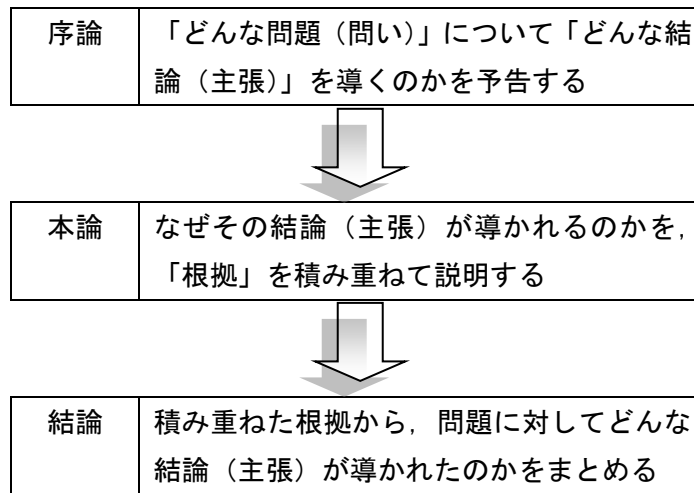 序論
「どんな問題（問い）」について「どんな結
論（主張）」を導くのかを予告する
本論
なぜその結論（主張）が導かれるのかを，
「根拠」を積み重ねて説明する
結論
積み重ねた根拠から，問題に対してどんな
結論（主張）が導かれたのかをまとめる